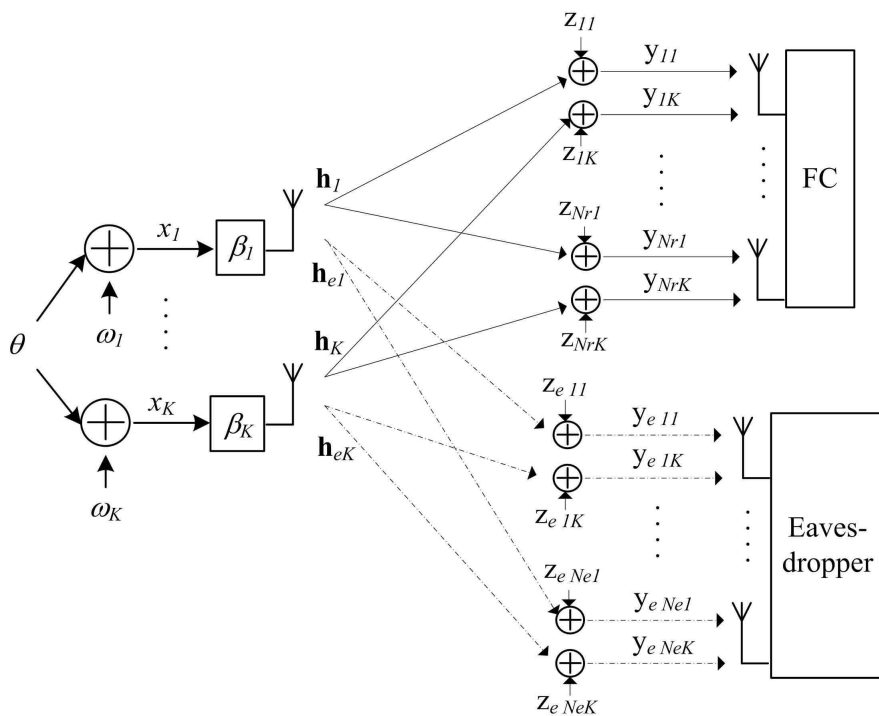 z11
y11
y1K
z1K
h1
x1
β1
FC
zNr1
yNr1
yNrK
zNrK
he1
ω1
θ
hK
xK
βK
heK
ωK
ze 11
ye 11
ye 1K
ze 1K
Eaves-
dropper
ze Ne1
ye Ne1
ye NeK
ze NeK